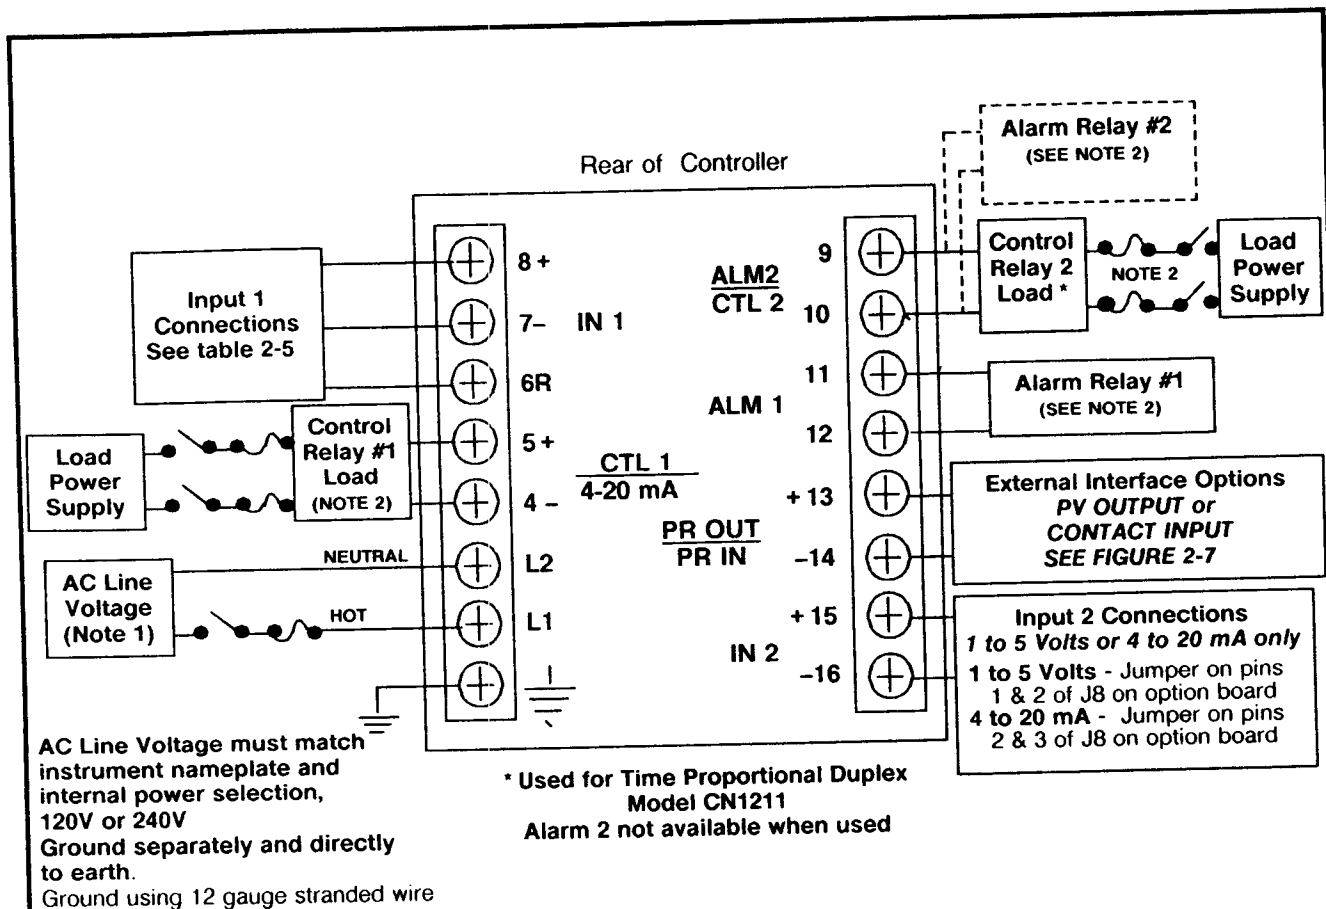 Rear of Controller
Alarm Relay #2
(SEE NOTE 2)
Input 1
Connections
See table 2-5
8 +
7–
6R
IN 1
Load
Power
Supply
Control
Relay #1
Load
(NOTE 2)
5 +
4 –
CTL 1
4-20 mA
AC Line
Voltage
(Note 1)
NEUTRAL
HOT
L2
L1
ALM2
CTL 2
9
10
Control
Relay 2
Load *
NOTE 2
Load
Power
Supply
ALM 1
11
12
Alarm Relay #1
(SEE NOTE 2)
PR OUT
PR IN
+ 13
–14
External Interface Options
PV OUTPUT or
CONTACT INPUT
SEE FIGURE 2-7
IN 2
+ 15
–16
Input 2 Connections
1 to 5 Volts or 4 to 20 mA only
1 to 5 Volts - Jumper on pins
1 & 2 of J8 on option board
4 to 20 mA - Jumper on pins
2 & 3 of J8 on option board
AC Line Voltage must match
instrument nameplate and
internal power selection,
120V or 240V
Ground separately and directly
to earth.
Ground using 12 gauge stranded wire
* Used for Time Proportional Duplex
Model CN1211
Alarm 2 not available when used